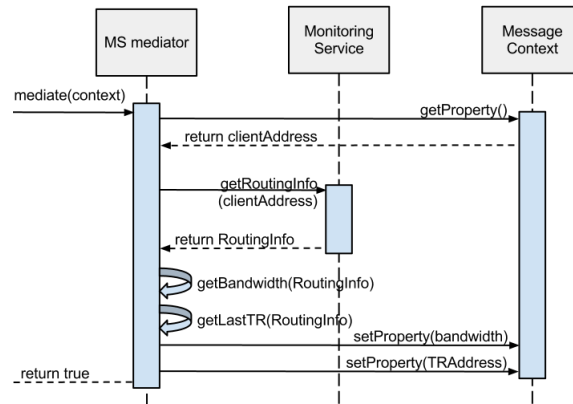 MS mediator
Monitoring
Service
Message
Context
mediate(context)
getProperty()
return clientAddress
getRoutingInfo
(clientAddress)
return RoutingInfo
getBandwidth(RoutingInfo)
getLastTR(RoutingInfo)
setProperty(bandwidth)
setProperty(TRAddress)
return true